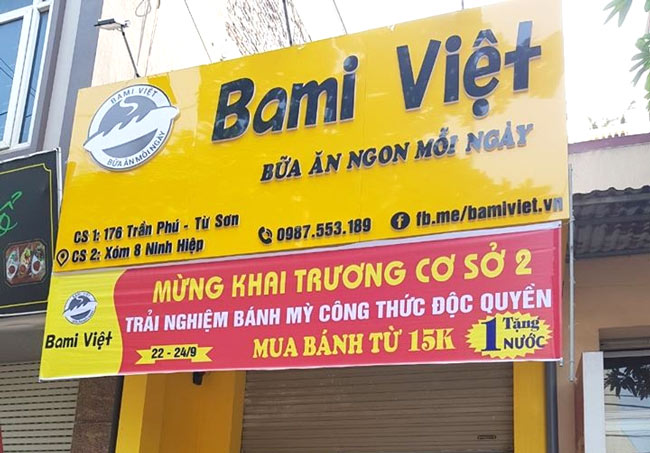 BAMI VIỆT
BỮA ĂN MỖI NGÀY
Bami Việt
BỮA ĂN NGON MỖI NGÀY
CS 1: 176 Trần Phú - Từ Sơn
CS 2: Xóm 8 Ninh Hiệp
0987.553.189
fb.me/bamiviet.vn
Bami Việt
MỪNG KHAI TRƯƠNG CƠ SỞ 2
TRẢI NGHIỆM BÁNH MỲ CÔNG THỨC ĐỘC QUYỀN
22 - 24/9
MUA BÁNH TỪ 15K
1 Tặng NƯỚC